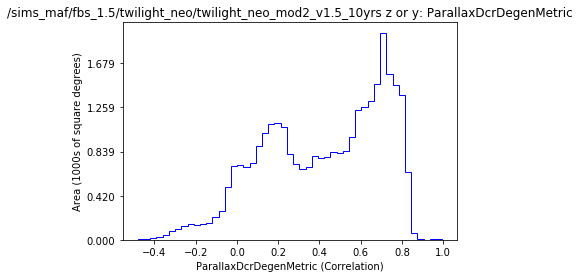 /sims_maf/fbs_1.5/twilight_neo/twilight_neo_mod2_v1.5_10yrs z or y: ParallaxDcrDegenMetric
1.679
1.259
0.839
0.420
0.000
Area (1000s of square degrees)
−0.4 −0.2 0.0 0.2 0.4 0.6 0.8 1.0
ParallaxDcrDegenMetric (Correlation)